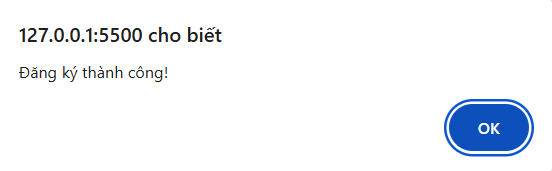 127.0.0.1:5500 cho biết
Đăng ký thành công!
OK